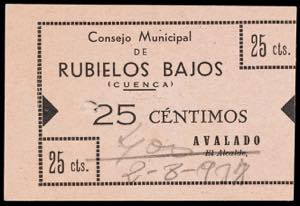 Consejo Municipal
DE
RUBIELOS BAJOS
(CUENCA)
25 cts.
25 CÉNTIMOS
AVALADO
El Alcalde,
25 cts.